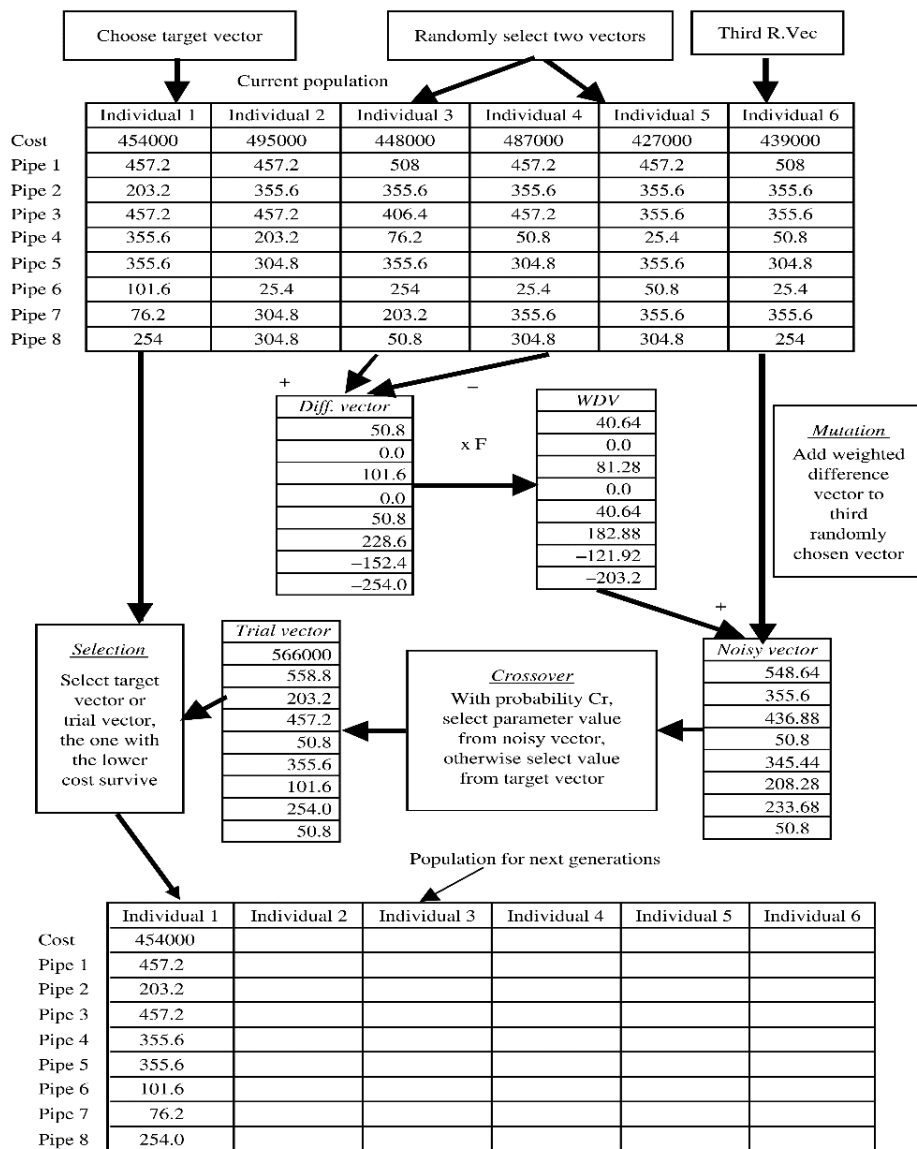 Choose target vector
Randomly select two vectors
Third R.Vec
Current population
Individual 1 Individual 2 Individual 3 Individual 4 Individual 5 Individual 6
Cost 454000 495000 448000 487000 427000 439000
Pipe 1 457.2 457.2 508 457.2 457.2 508
Pipe 2 203.2 355.6 355.6 355.6 355.6 355.6
Pipe 3 457.2 457.2 406.4 457.2 355.6 355.6
Pipe 4 355.6 203.2 76.2 50.8 25.4 50.8
Pipe 5 355.6 304.8 355.6 304.8 355.6 304.8
Pipe 6 101.6 25.4 254 25.4 50.8 25.4
Pipe 7 76.2 304.8 203.2 355.6 355.6 355.6
Pipe 8 254 304.8 50.8 304.8 304.8 254
+
−
Diff. vector
50.8
0.0
101.6
0.0
50.8
228.6
−152.4
−254.0
x F
WDV
40.64
0.0
81.28
0.0
40.64
182.88
−121.92
−203.2
Mutation
Add weighted
difference
vector to
third
randomly
chosen vector
+
Selection
Select target
vector or
trial vector,
the one with
the lower
cost survive
Trial vector
566000
558.8
203.2
457.2
50.8
355.6
101.6
254.0
50.8
Crossover
With probability Cr,
select parameter value
from noisy vector,
otherwise select value
from target vector
Noisy vector
548.64
355.6
436.88
50.8
345.44
208.28
233.68
50.8
Population for next generations
Individual 1 Individual 2 Individual 3 Individual 4 Individual 5 Individual 6
Cost 454000
Pipe 1 457.2
Pipe 2 203.2
Pipe 3 457.2
Pipe 4 355.6
Pipe 5 355.6
Pipe 6 101.6
Pipe 7 76.2
Pipe 8 254.0